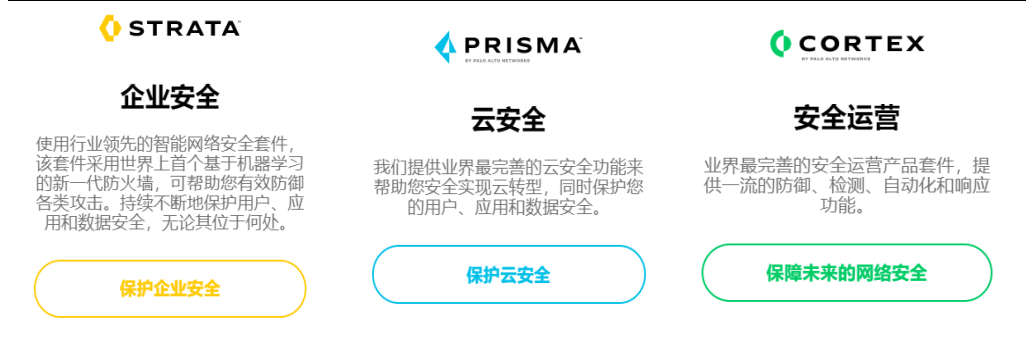 STRATA
企业安全
使用行业领先的智能网络安全套件，
该套件采用世界上首个基于机器学习
的新一代防火墙，可帮助您有效防御
各类攻击。持续不断地保护用户、应
用和数据安全，无论其位于何处。
保护企业安全
PRISMA
BY PALO ALTO NETWORKS
云安全
我们提供业界最完善的云安全功能来
帮助您安全实现云转型，同时保护您
的用户、应用和数据安全。
保护云安全
CORTEX
BY PALO ALTO NETWORKS
安全运营
业界最完善的安全运营产品套件，提
供一流的防御、检测、自动化和响应
功能。
保障未来的网络安全